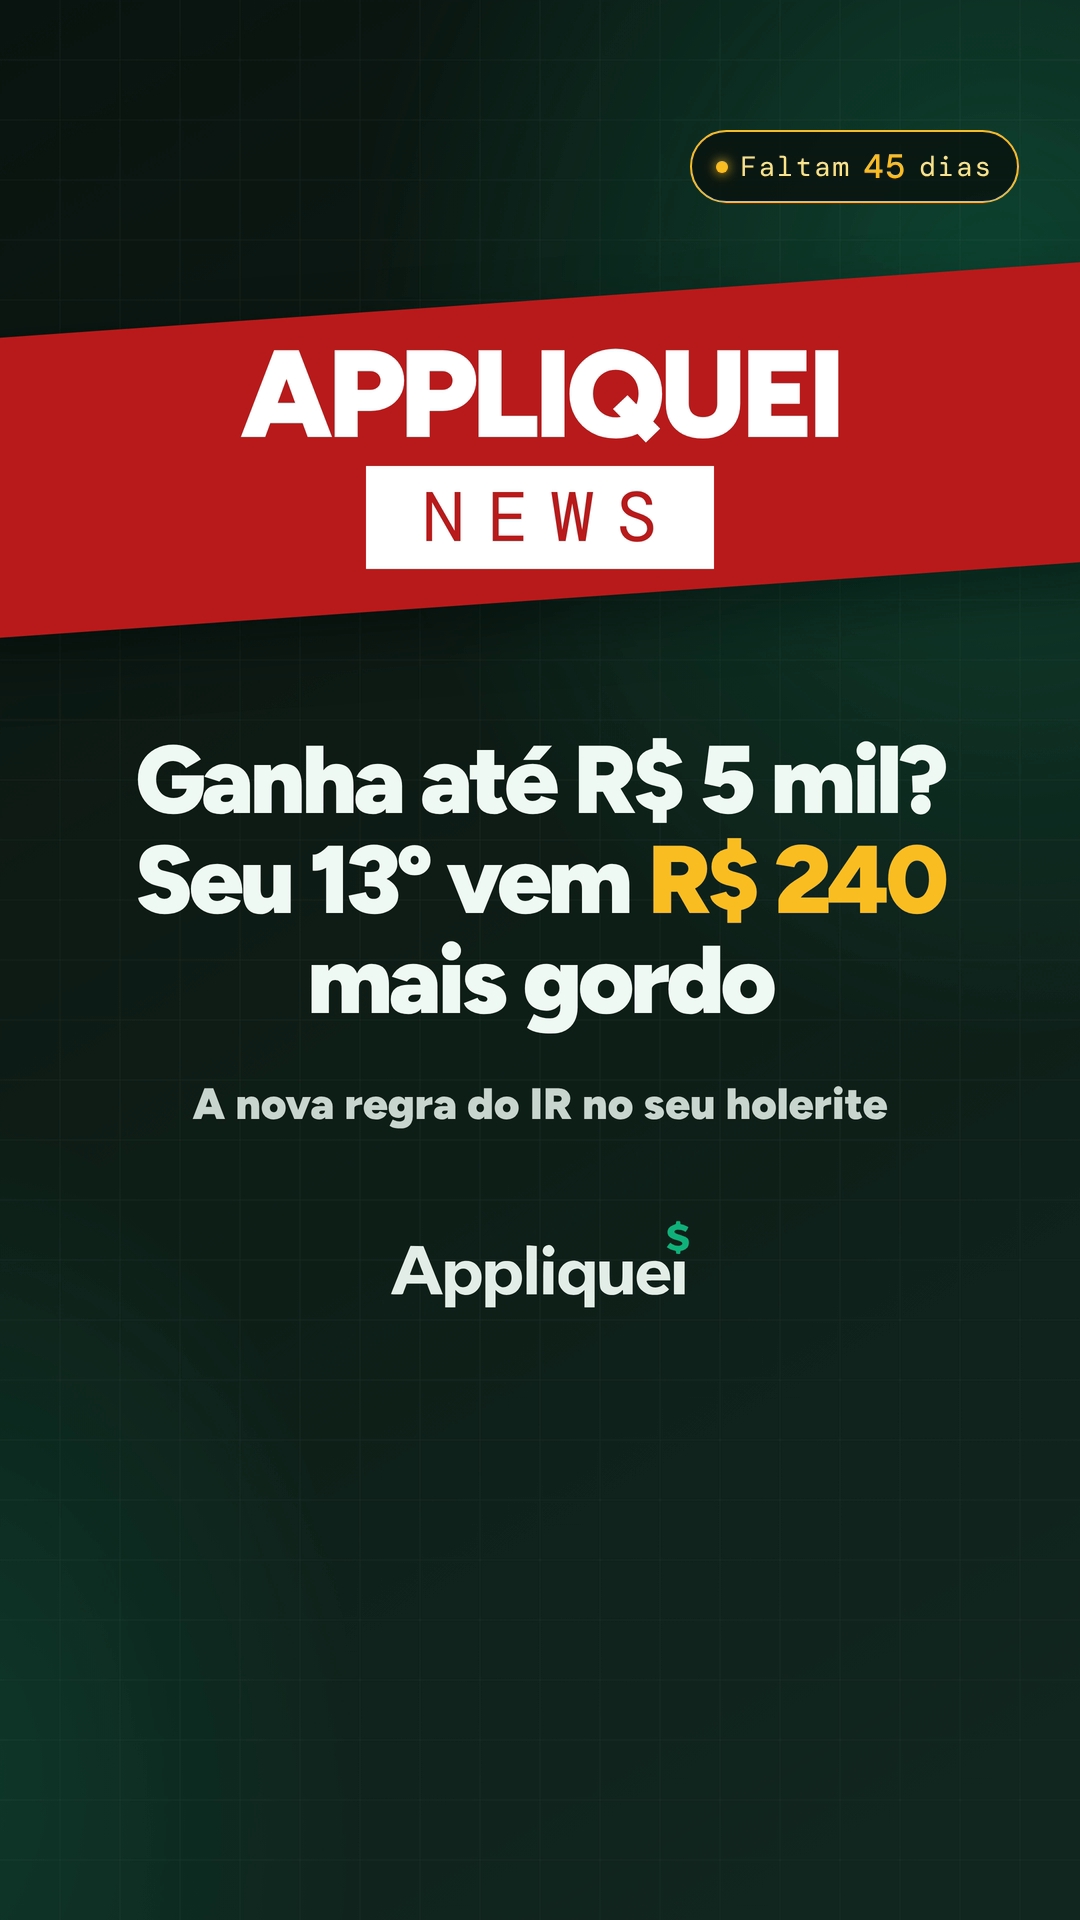 Faltam 45 dias
APPLIQUEI
NEWS
Ganha até R$ 5 mil?
Seu 13º vem R$ 240
mais gordo
A nova regra do IR no seu holerite
Appliquei
$